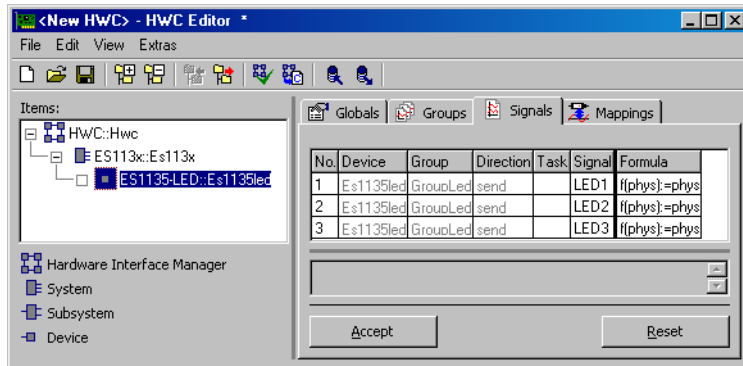 <New HWC> - HWC Editor *
File Edit View Extras
Items:
HWC::Hwc
ES113x::Es113x
ES1135-LED::Es1135led
Hardware Interface Manager
System
Subsystem
Device
Globals Groups Signals Mappings
No. Device Group Direction Task Signal Formula
1 Es1135led GroupLed send LED1 f(phys):=phys
2 Es1135led GroupLed send LED2 f(phys):=phys
3 Es1135led GroupLed send LED3 f(phys):=phys
Accept Reset